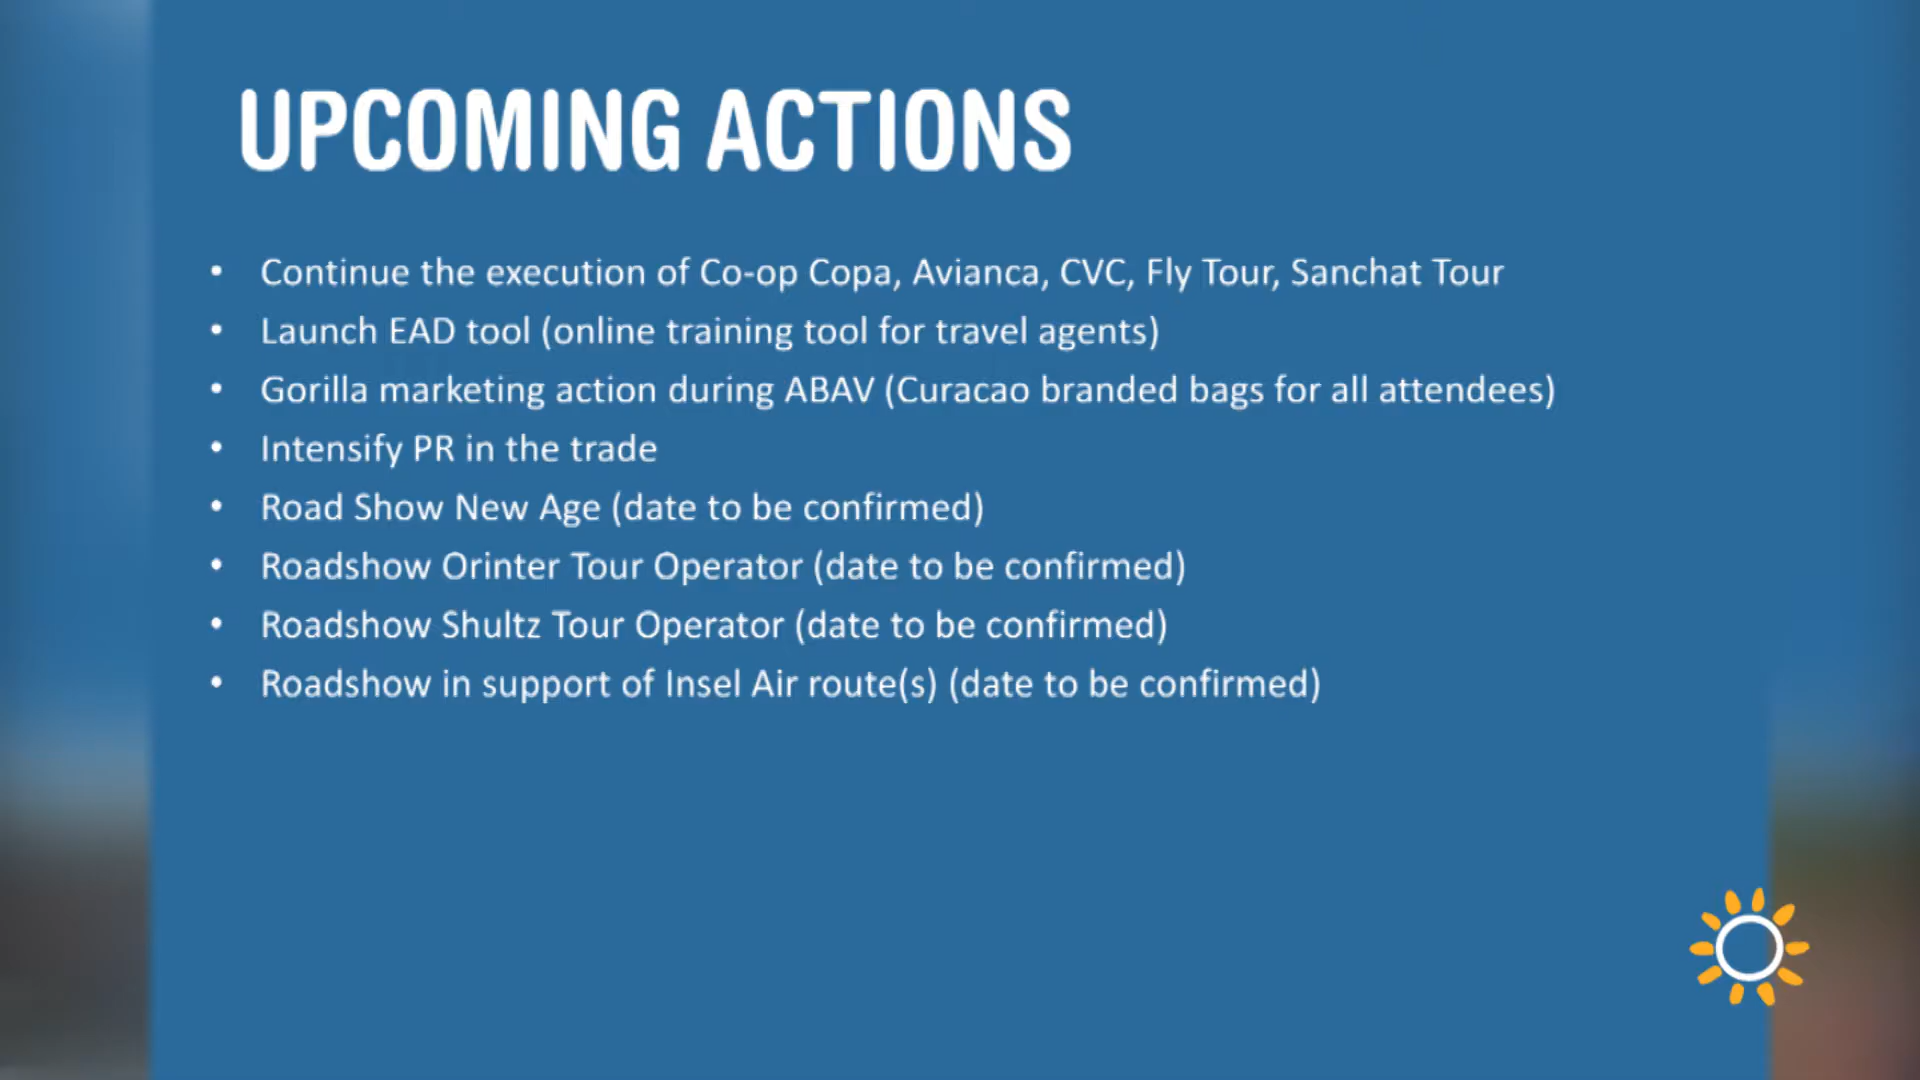 UPCOMING ACTIONS
• Continue the execution of Co-op Copa, Avianca, CVC, Fly Tour, Sanchat Tour
• Launch EAD tool (online training tool for travel agents)
• Gorilla marketing action during ABAV (Curacao branded bags for all attendees)
• Intensify PR in the trade
• Road Show New Age (date to be confirmed)
• Roadshow Orinter Tour Operator (date to be confirmed)
• Roadshow Shultz Tour Operator (date to be confirmed)
• Roadshow in support of Insel Air route(s) (date to be confirmed)